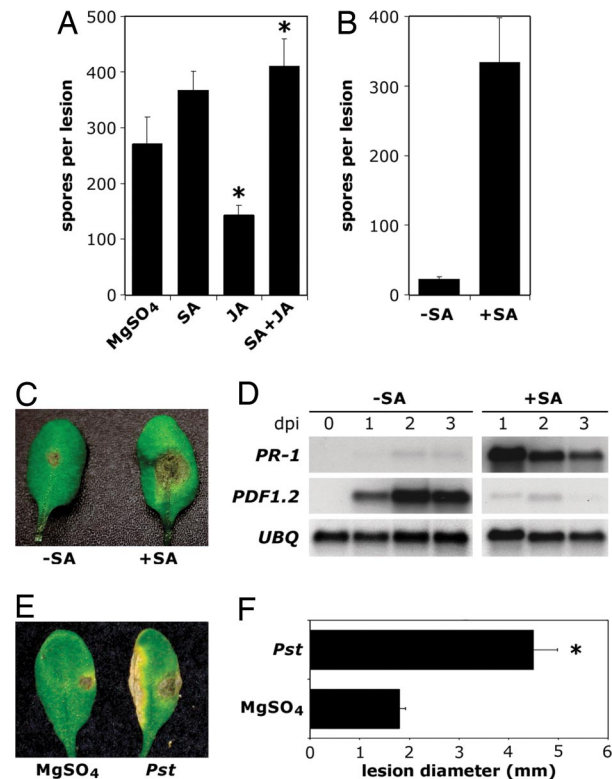 A
500
400
300
200
100
0
spores per lesion
*
*
MgSO4
SA
JA
SA+JA
B
400
300
200
100
0
spores per lesion
-SA
+SA
C
-SA
+SA
D
-SA
+SA
dpi 0 1 2 3 1 2 3
PR-1
PDF1.2
UBQ
E
MgSO4
Pst
F
Pst
*
MgSO4
0 1 2 3 4 5 6
lesion diameter (mm)